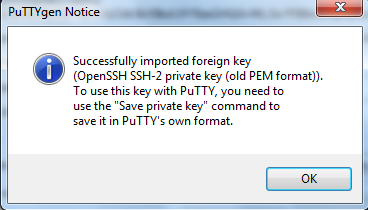 PuTTYgen Notice
Successfully imported foreign key
(OpenSSH SSH-2 private key (old PEM format)).
To use this key with PuTTY, you need to
use the "Save private key" command to
save it in PuTTY's own format.
OK